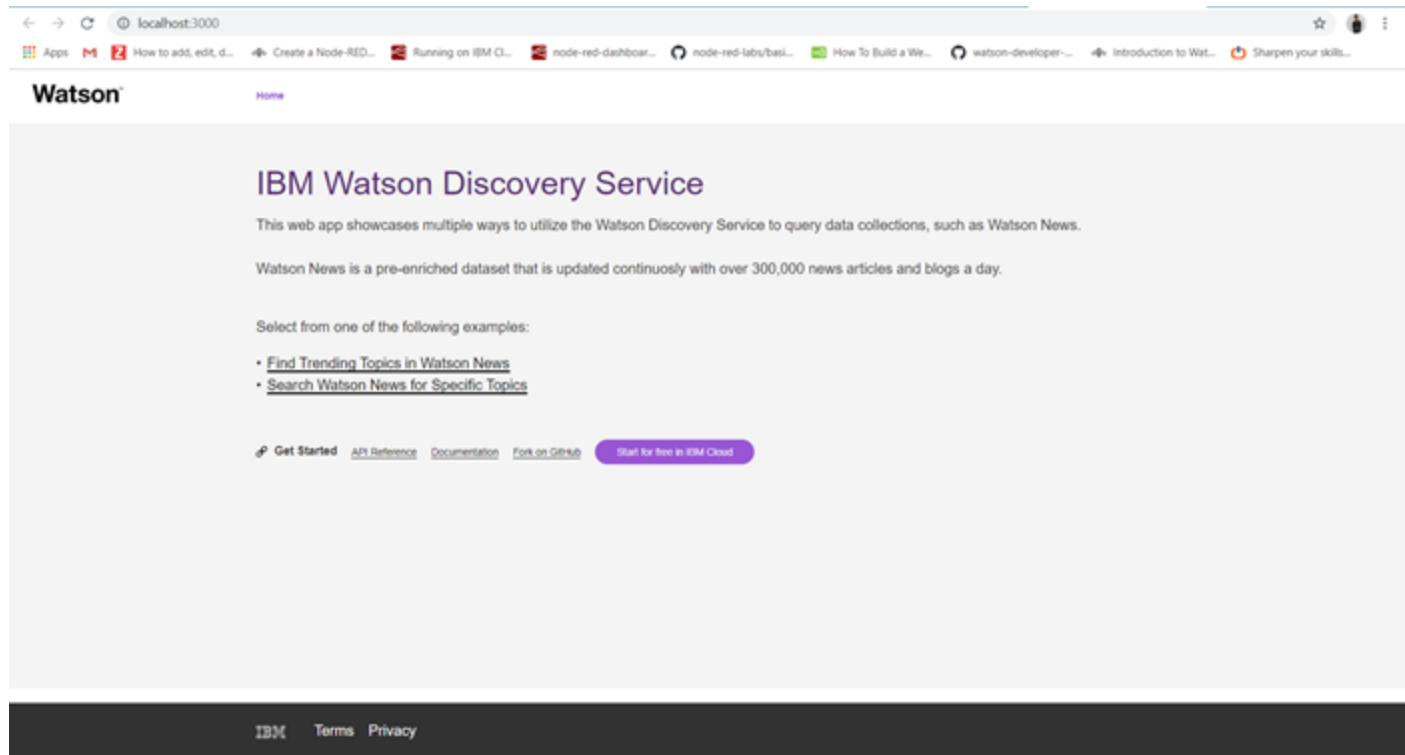 localhost:3000
Apps How to add, edit, d... Create a Node-RED... Running on IBM Cl... node-red-dashboar... node-red-labs/basi... How To Build a We... watson-developer-... Introduction to Wat... Sharpen your skills...
Watson Home
IBM Watson Discovery Service
This web app showcases multiple ways to utilize the Watson Discovery Service to query data collections, such as Watson News.
Watson News is a pre-enriched dataset that is updated continuosly with over 300,000 news articles and blogs a day.
Select from one of the following examples:
• Find Trending Topics in Watson News
• Search Watson News for Specific Topics
Get Started API Reference Documentation Fork on GitHub Start for free in IBM Cloud
IBM Terms Privacy